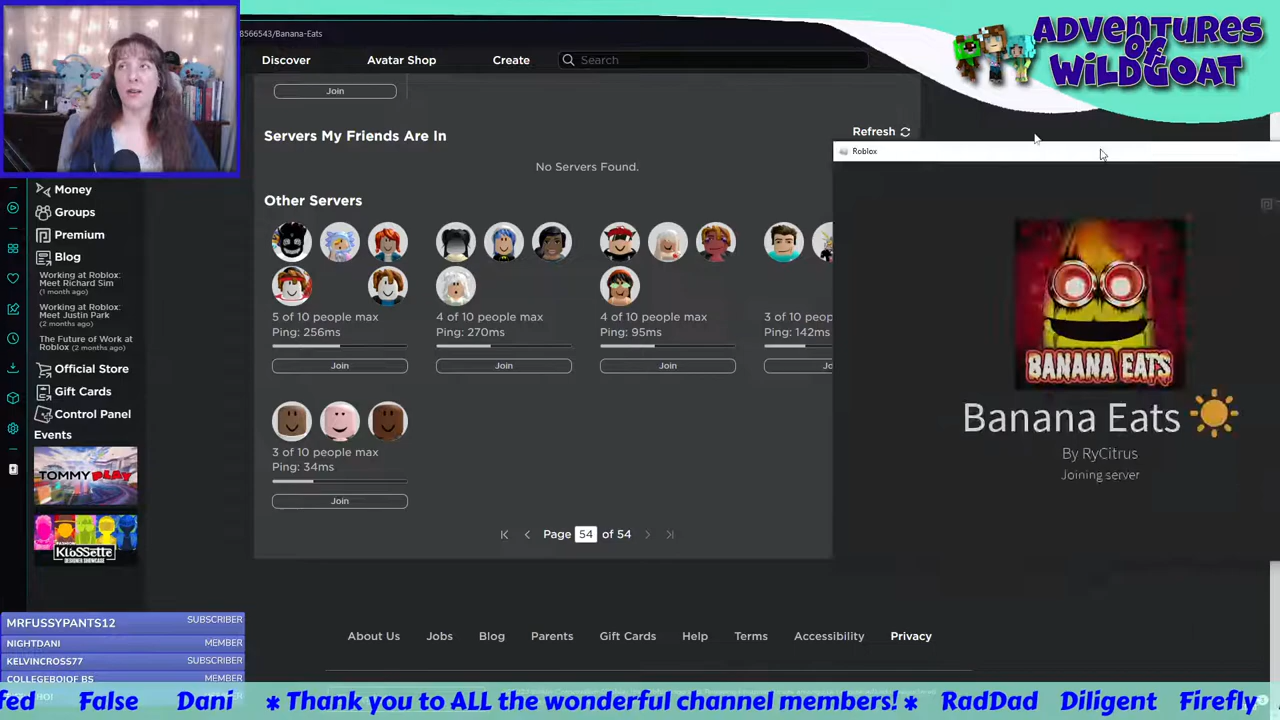 8566543/Banana-Eats
ADVENTURES
OF
WILDGOAT
Discover
Avatar Shop
Create
Search
Join
Servers My Friends Are In
Refresh
No Servers Found.
Roblox
Other Servers
Money
Groups
Premium
Blog
Working at Roblox:
Meet Richard Sim
(1 month ago)
Working at Roblox:
Meet Justin Park
(2 months ago)
The Future of Work at
Roblox (2 months ago)
Official Store
Gift Cards
Control Panel
Events
TOMMY PLAY
KLOSSETTE
DESIGNER SHOWCASE
5 of 10 people max
Ping: 256ms
Join
4 of 10 people max
Ping: 270ms
Join
4 of 10 people max
Ping: 95ms
Join
3 of 10 peop
Ping: 142ms
Jo
3 of 10 people max
Ping: 34ms
Join
Page 54 of 54
BANANA EATS
Banana Eats
By RyCitrus
Joining server
About Us
Jobs
Blog
Parents
Gift Cards
Help
Terms
Accessibility
Privacy
MRFUSSYPANTS12 SUBSCRIBER
NIGHTDANI MEMBER
KELVINCROSS77 SUBSCRIBER
COLLEGEBOIOF BS MEMBER
HOI MEMBER
fed False Dani * Thank you to ALL the wonderful channel members! * RadDad Diligent Firefly